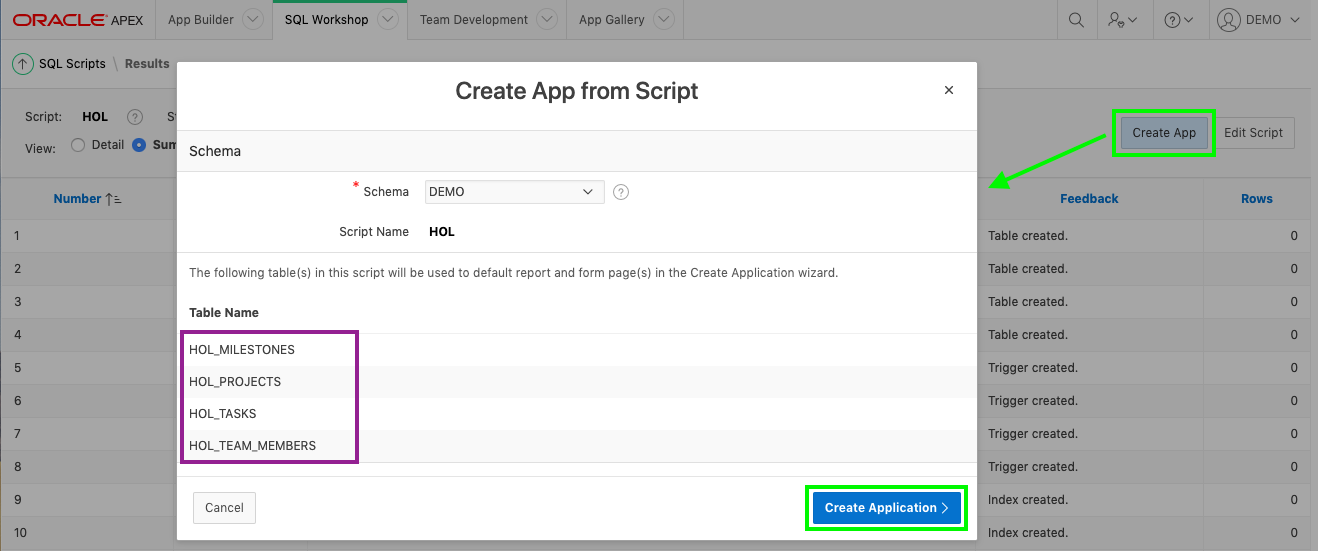 ORACLE APEX App Builder SQL Workshop Team Development App Gallery DEMO
SQL Scripts \ Results
Create App from Script
Script: HOL
Create App Edit Script
View: Detail
Schema
Number Feedback Rows
* Schema DEMO
Script Name HOL
The following table(s) in this script will be used to default report and form page(s) in the Create Application wizard.
Table Name
HOL_MILESTONES
HOL_PROJECTS
HOL_TASKS
HOL_TEAM_MEMBERS
Cancel Create Application
1 Table created. 0
2 Table created. 0
3 Table created. 0
4 Table created. 0
5 Trigger created. 0
6 Trigger created. 0
7 Trigger created. 0
8 Trigger created. 0
9 Index created. 0
10 Index created. 0